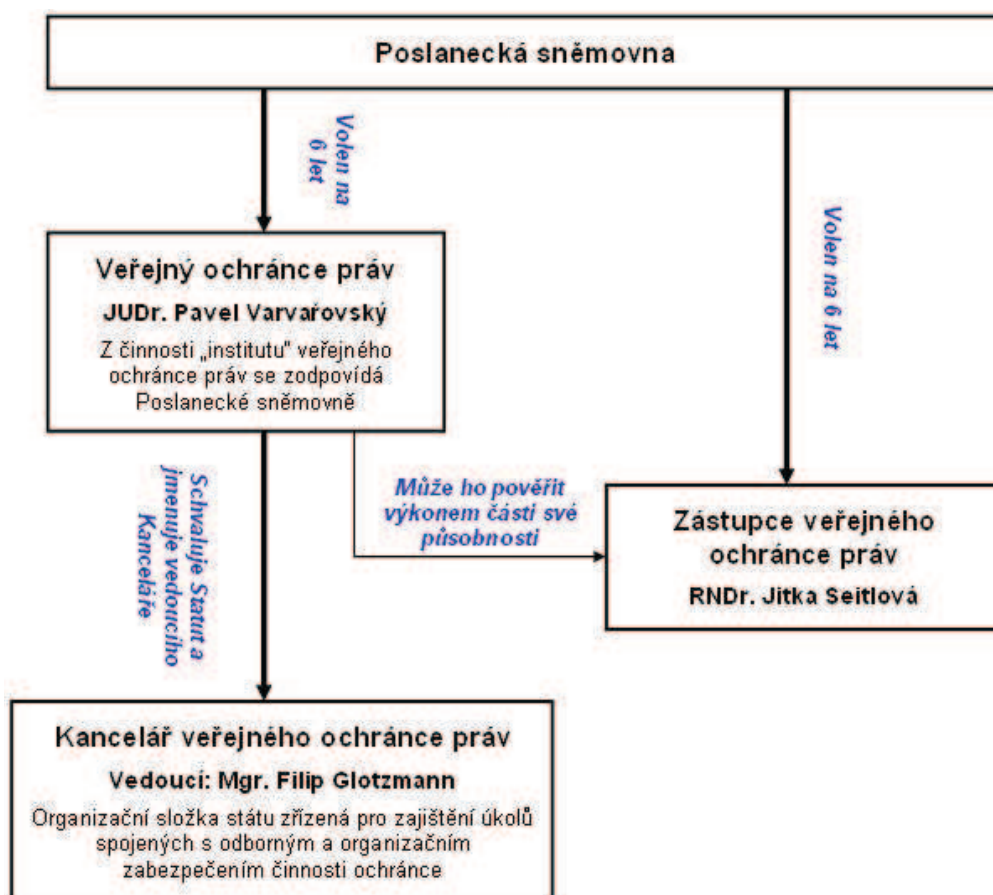 Poslanecká sněmovna
Volen na
6 let
Volen na 6 let
Veřejný ochránce práv
JUDr. Pavel Varvařovský
Z činnosti „institutu" veřejného
ochránce práv se zodpovídá
Poslanecké sněmovně
Schvaluje Statut a
jmenuje vedoucího
Kanceláře
Může ho pověřit
výkonem části své
působnosti
Zástupce veřejného
ochránce práv
RNDr. Jitka Seitlová
Kancelář veřejného ochránce práv
Vedoucí: Mgr. Filip Glotzmann
Organizační složka státu zřízená pro zajištění úkolů
spojených s odborným a organizačním
zabezpečením činnosti ochránce